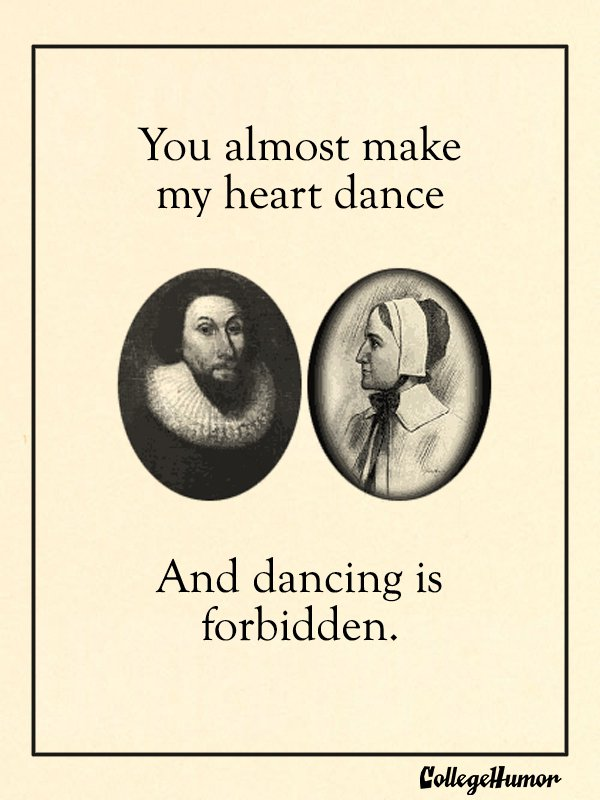 You almost make
my heart dance
And dancing is
forbidden.
CollegeHumor